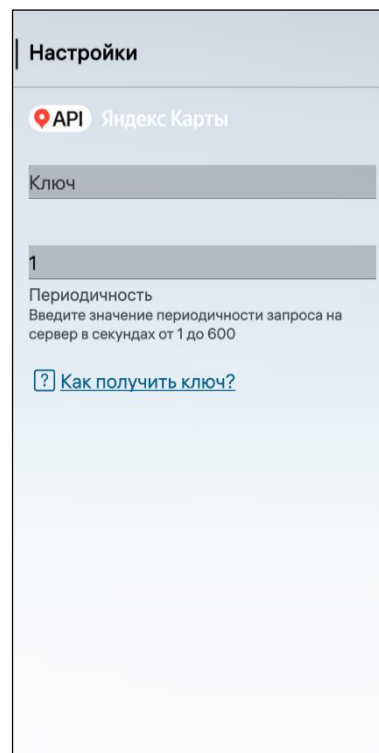 Настройки
API Яндекс Карты
Ключ
1
Периодичность
Введите значение периодичности запроса на
сервер в секундах от 1 до 600
? Как получить ключ?